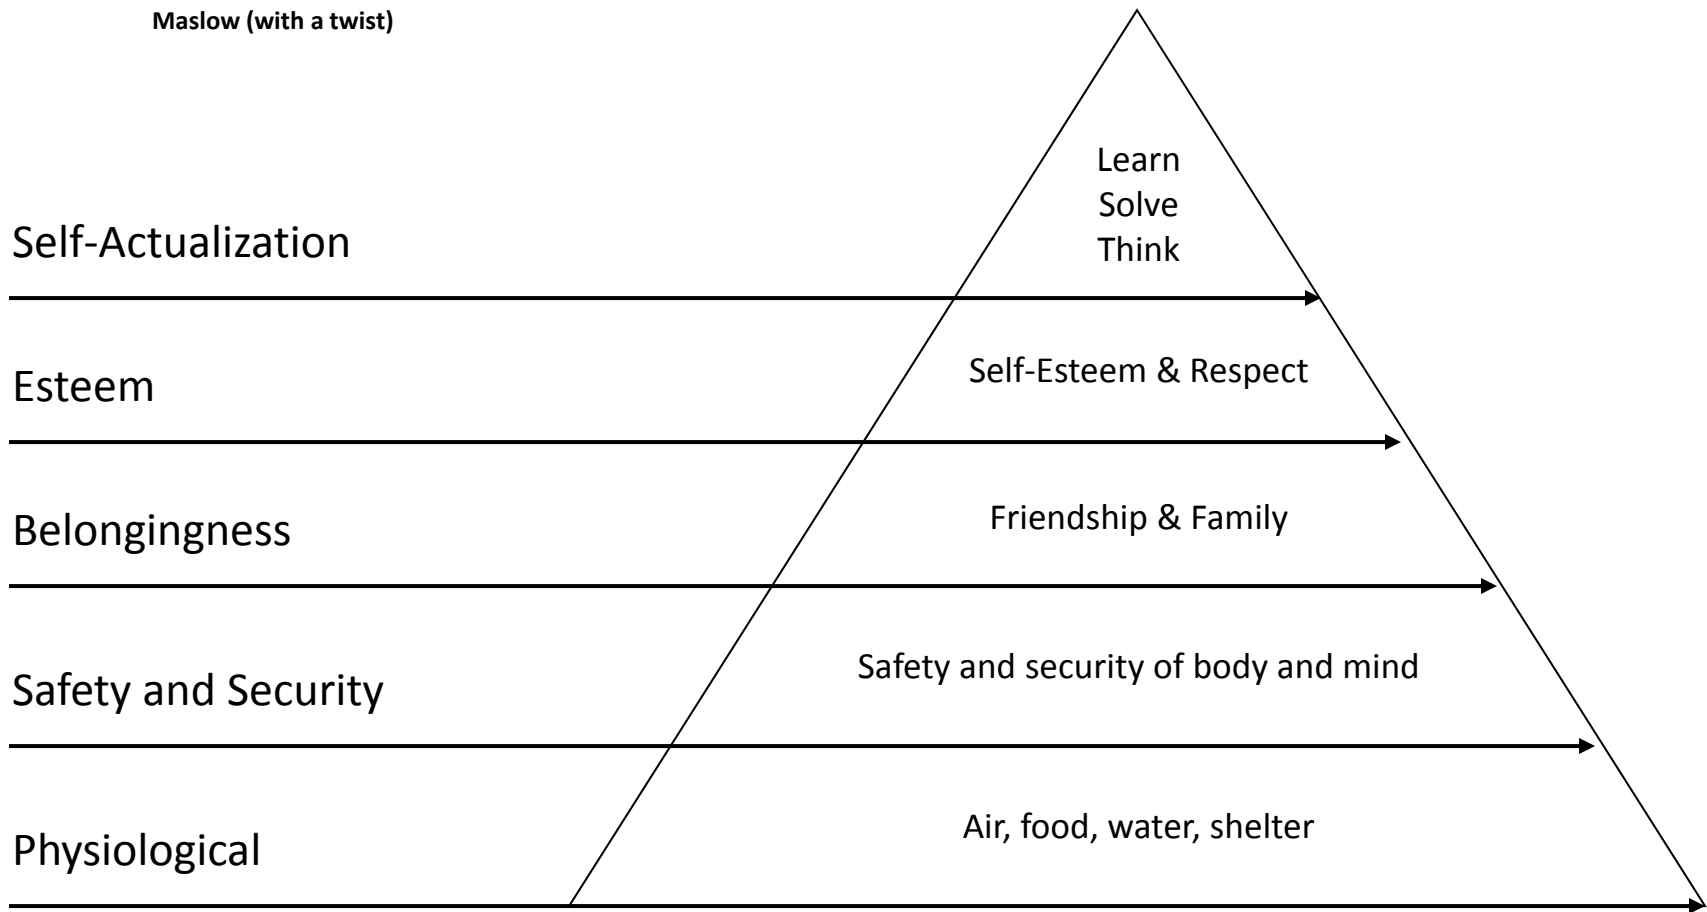 Maslow (with a twist)
Learn
Solve
Think
Self-Actualization
Self-Esteem & Respect
Esteem
Friendship & Family
Belongingness
Safety and security of body and mind
Safety and Security
Air, food, water, shelter
Physiological